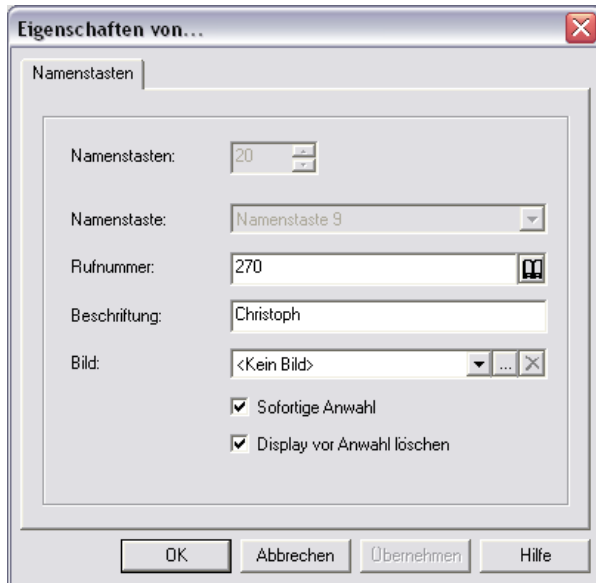 Eigenschaften von...
Namenstasten
Namenstasten: 20
Namenstaste: Namenstaste 9
Rufnummer: 270
Beschriftung: Christoph
Bild: <Kein Bild> ...
Sofortige Anwahl
Display vor Anwahl löschen
OK Abbrechen Übernehmen Hilfe